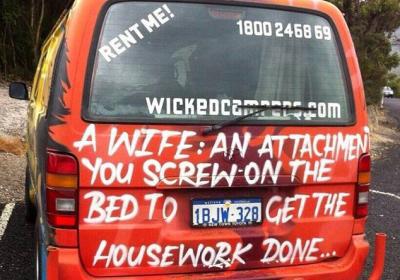 RENT ME!
1800 2468 69
WICKEDCAMPERS.COM
A WIFE: AN ATTACHMEN
YOU SCREW-ON THE
BED TO GET THE
1BJW·328
HOUSEWORK DONE...